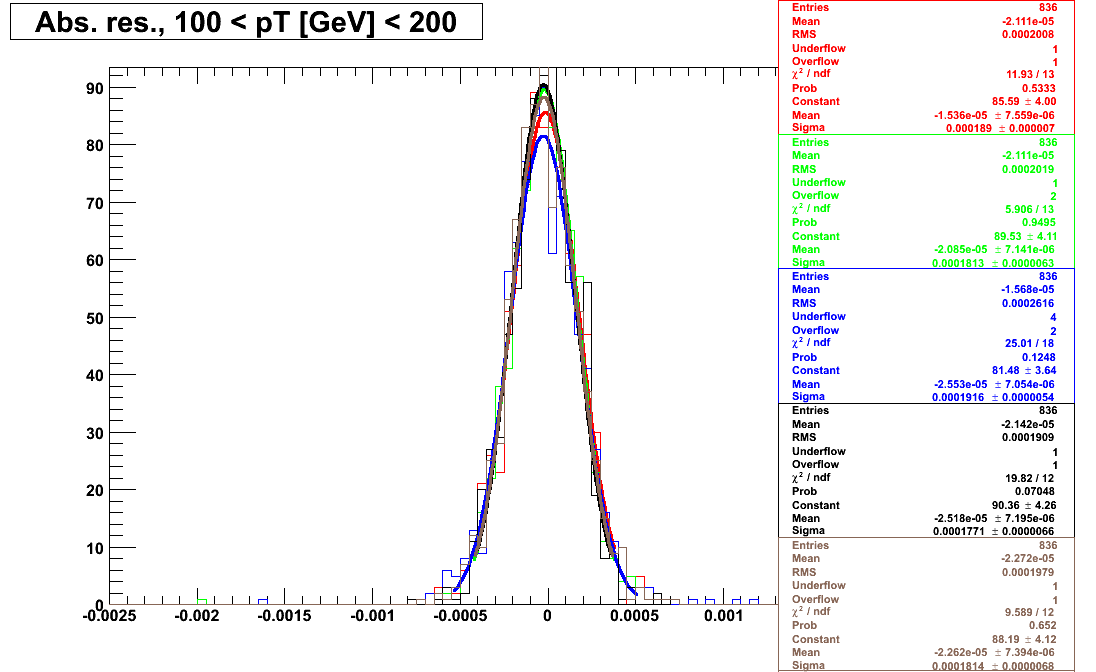 Abs. res., 100 < pT [GeV] < 200
Entries 836
Mean -2.111e-05
RMS 0.0002008
Underflow 1
Overflow 1
χ² / ndf 11.93 / 13
Prob 0.5333
Constant 85.59 ± 4.00
Mean -1.536e-05 ± 7.559e-06
Sigma 0.000189 ± 0.000007
Entries 836
Mean -2.111e-05
RMS 0.0002019
Underflow 1
Overflow 2
χ² / ndf 5.906 / 13
Prob 0.9495
Constant 89.53 ± 4.11
Mean -2.085e-05 ± 7.141e-06
Sigma 0.0001813 ± 0.0000063
Entries 836
Mean -1.568e-05
RMS 0.0002616
Underflow 4
Overflow 2
χ² / ndf 25.01 / 18
Prob 0.1248
Constant 81.48 ± 3.64
Mean -2.553e-05 ± 7.054e-06
Sigma 0.0001916 ± 0.0000054
Entries 836
Mean -2.142e-05
RMS 0.0001909
Underflow 1
Overflow 1
χ² / ndf 19.82 / 12
Prob 0.07048
Constant 90.36 ± 4.26
Mean -2.518e-05 ± 7.195e-06
Sigma 0.0001771 ± 0.0000066
Entries 836
Mean -2.272e-05
RMS 0.0001979
Underflow 1
Overflow 1
χ² / ndf 9.589 / 12
Prob 0.652
Constant 88.19 ± 4.12
Mean -2.262e-05 ± 7.394e-06
Sigma 0.0001814 ± 0.0000068
90
80
70
60
50
40
30
20
10
0
-0.0025 -0.002 -0.0015 -0.001 -0.0005 0 0.0005 0.001